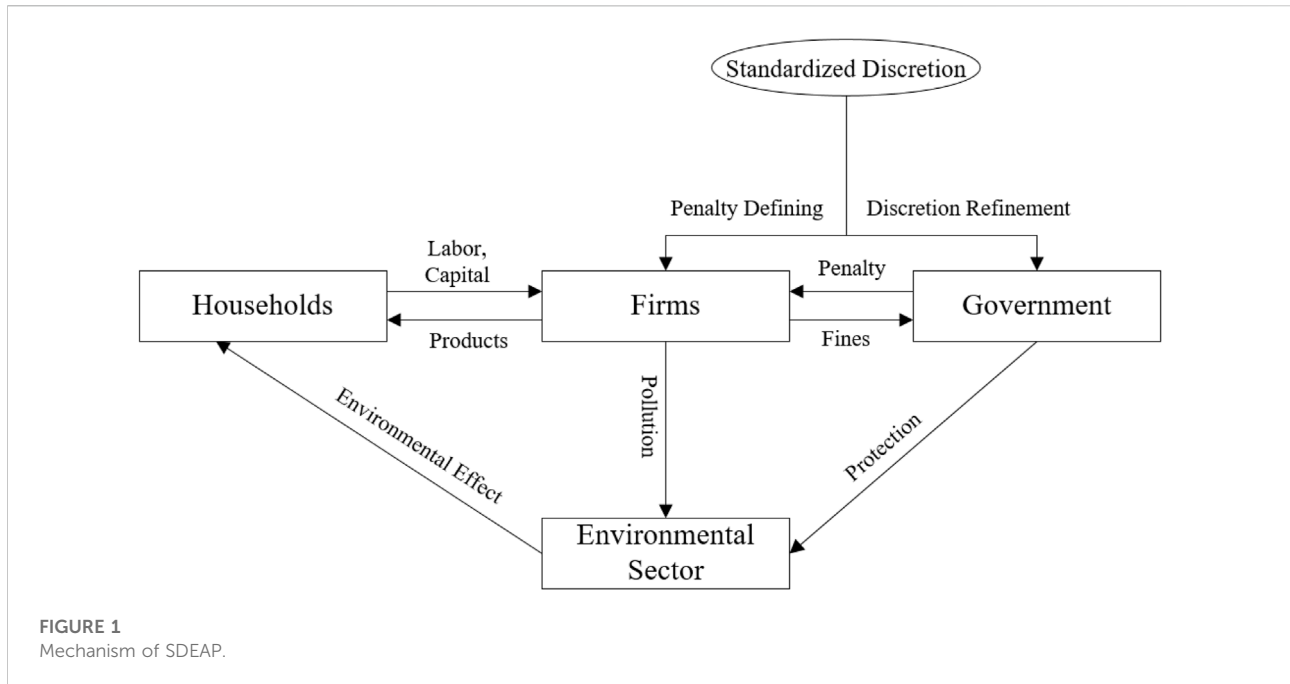 Standardized Discretion
Penalty Defining
Discretion Refinement
Labor,
Capital
Penalty
Households
Firms
Government
Products
Fines
Pollution
Environmental Effect
Protection
Environmental
Sector
FIGURE 1
Mechanism of SDEAP.